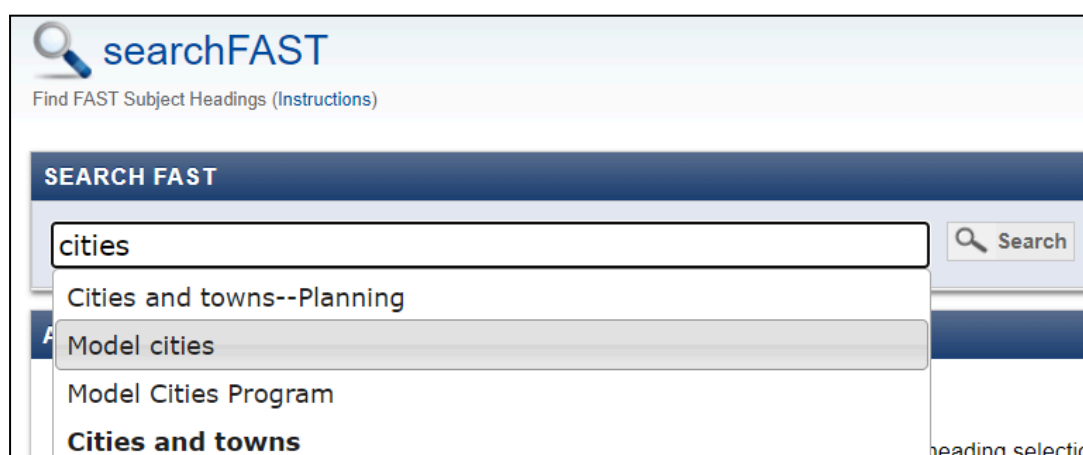 searchFAST
Find FAST Subject Headings (Instructions)
SEARCH FAST
cities
Search
Cities and towns--Planning
Model cities
Model Cities Program
Cities and towns
heading selectio